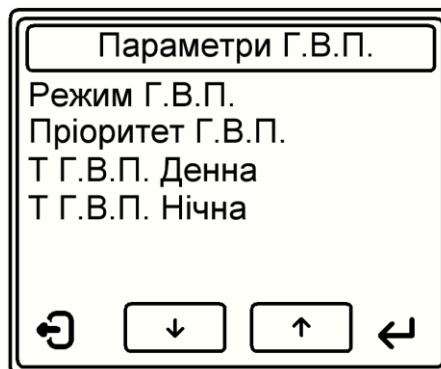 Параметри Г.В.П.
Режим Г.В.П.
Пріоритет Г.В.П.
Т Г.В.П. Денна
Т Г.В.П. Нічна